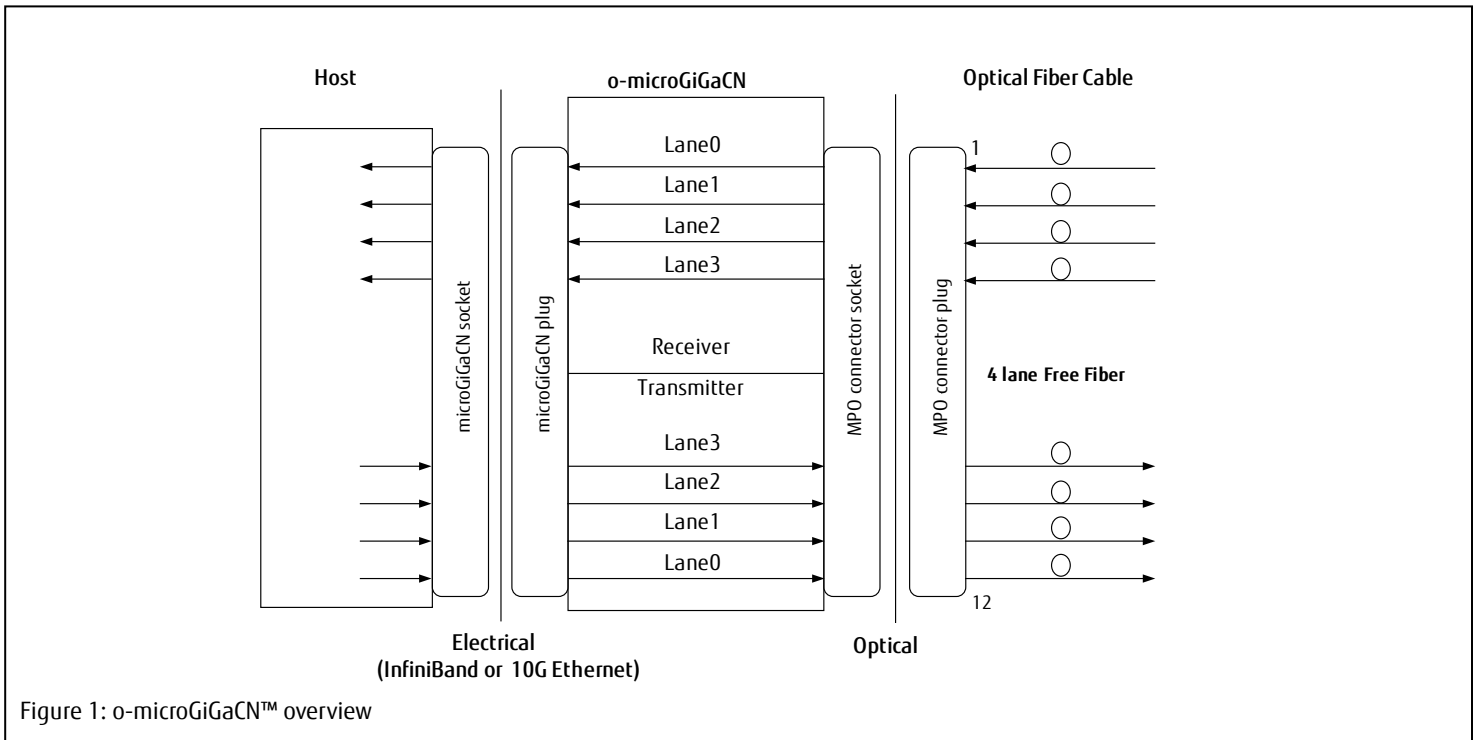 Host
o-microGiGaCN
Optical Fiber Cable
Lane0
Lane1
Lane2
Lane3
Receiver
Transmitter
Lane3
Lane2
Lane1
Lane0
microGiGaCN socket
microGiGaCN plug
MPO connector socket
MPO connector plug
1
4 lane Free Fiber
12
Electrical
(InfiniBand or 10G Ethernet)
Optical
Figure 1: o-microGiGaCN™ overview